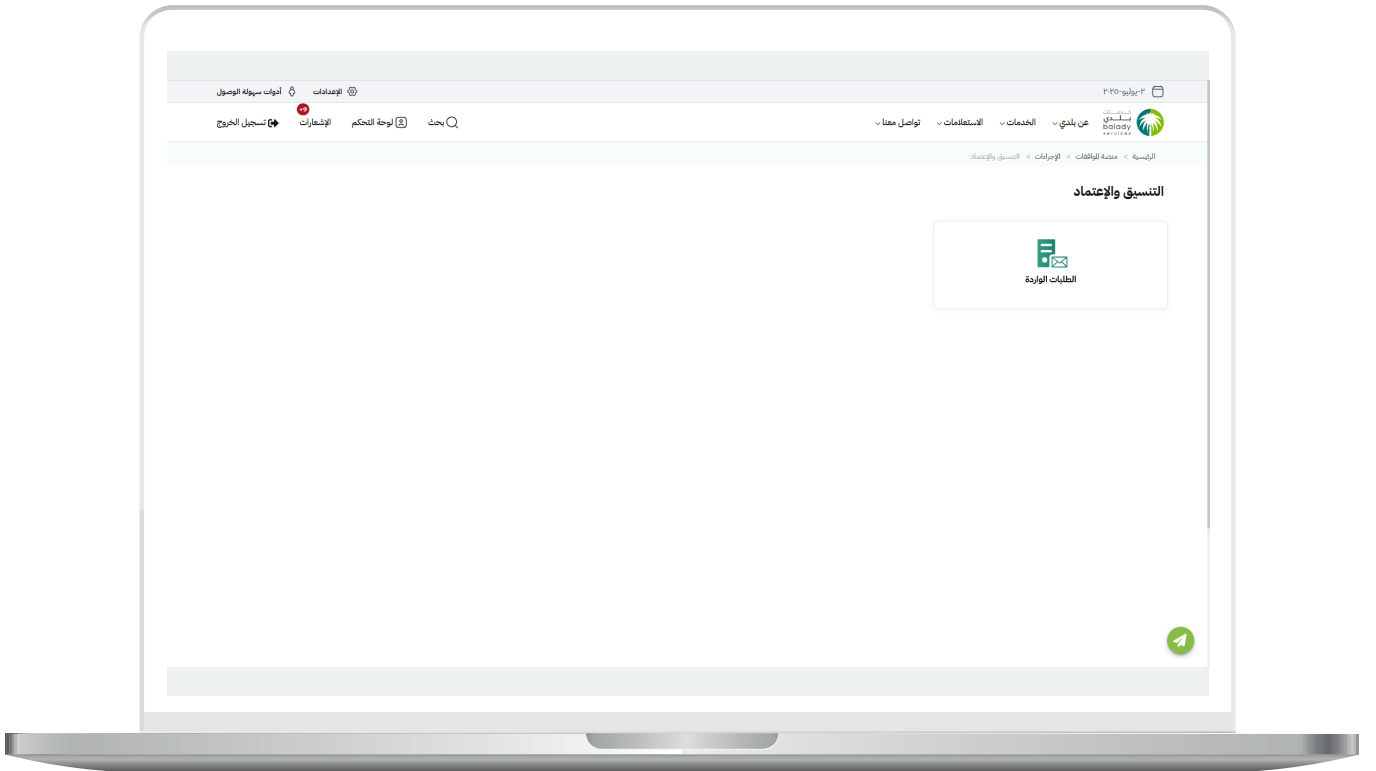 ٢-يوليو-٢٠٢٥
الإعدادات
أدوات سهولة الوصول
خدمات
بلدي
balady
services
عن بلدي
الخدمات
الاستعلامات
تواصل معنا
بحث
لوحة التحكم
الإشعارات
9+
تسجيل الخروج
الرئيسية > منصة الموافقات > الإجراءات > التنسيق والإعتماد
التنسيق والإعتماد
الطلبات الواردة